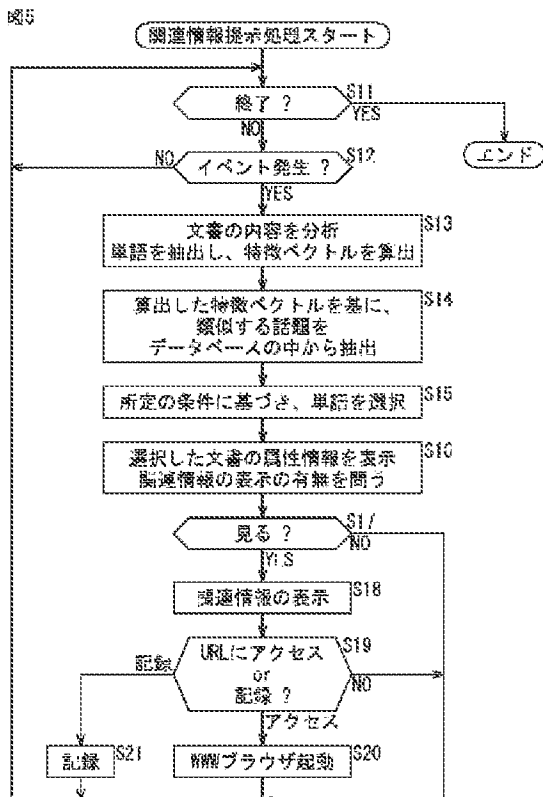 図5
関連情報提示処理スタート
終了 ?
S11
YES
NO
エンド
イベント発生 ?
S12
NO
YES
文書の内容を分析
単語を抽出し、特徴ベクトルを算出
S13
算出した特徴ベクトルを基に、
類似する話題を
データベースの中から抽出
S14
所定の条件に基づき、単語を選択
S15
選択した文書の属性情報を表示
関連情報の表示の有無を問う
S16
見る ?
S17
NO
YES
関連情報の表示
S18
URLにアクセス
or
記録 ?
S19
記録
NO
アクセス
記録
S21
WWWブラウザ起動
S20